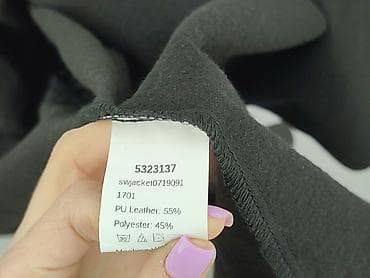 5323137
swjacket0719091
1701
PU Leather: 55%
Polyester: 45%